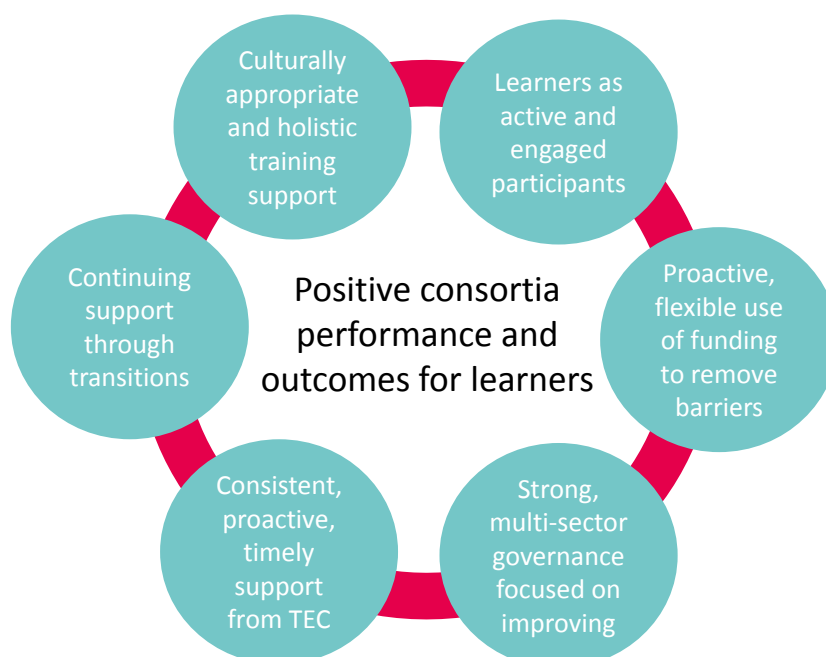 Culturally
appropriate
and holistic
training
support
Learners as
active and
engaged
participants
Continuing
support
through
transitions
Positive consortia
performance and
outcomes for learners
Proactive,
flexible use
of funding
to remove
barriers
Consistent,
proactive,
timely
support
from TEC
Strong,
multi-sector
governance
focused on
improving